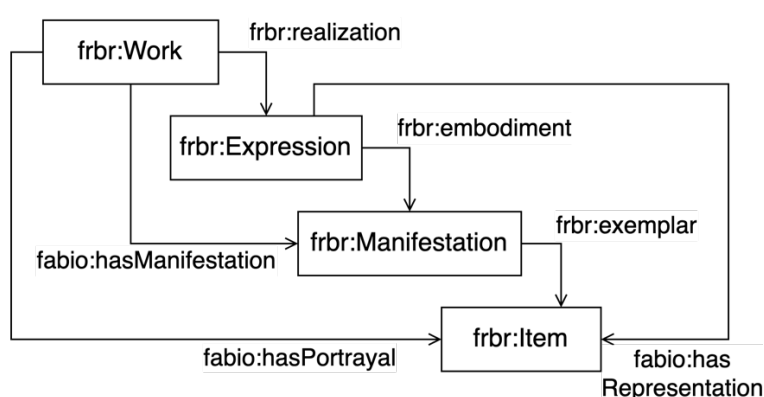 frbr:realization
frbr:Work
frbr:embodiment
frbr:Expression
frbr:exemplar
frbr:Manifestation
fabio:hasManifestation
frbr:Item
fabio:hasPortrayal
fabio:has
Representation